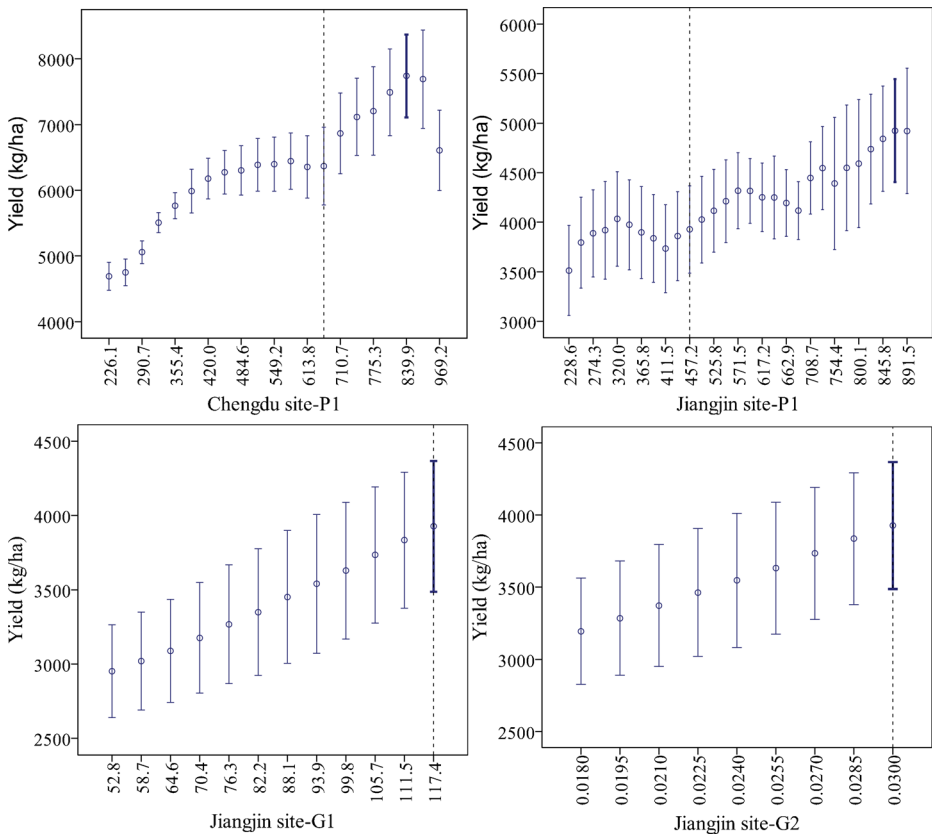 Yield (kg/ha)
8000
7000
6000
5000
4000
226.1 290.7 355.4 420.0 484.6 549.2 613.8 710.7 775.3 839.9 969.2
Chengdu site-P1
Yield (kg/ha)
6000
5500
5000
4500
4000
3500
3000
228.6 274.3 320.0 365.8 411.5 457.2 525.8 571.5 617.2 662.9 708.7 754.4 800.1 845.8 891.5
Jiangjin site-P1
Yield (kg/ha)
4500
4000
3500
3000
2500
52.8 58.7 64.6 70.4 76.3 82.2 88.1 93.9 99.8 105.7 111.5 117.4
Jiangjin site-G1
Yield (kg/ha)
4500
4000
3500
3000
2500
0.0180 0.0195 0.0210 0.0225 0.0240 0.0255 0.0270 0.0285 0.0300
Jiangjin site-G2